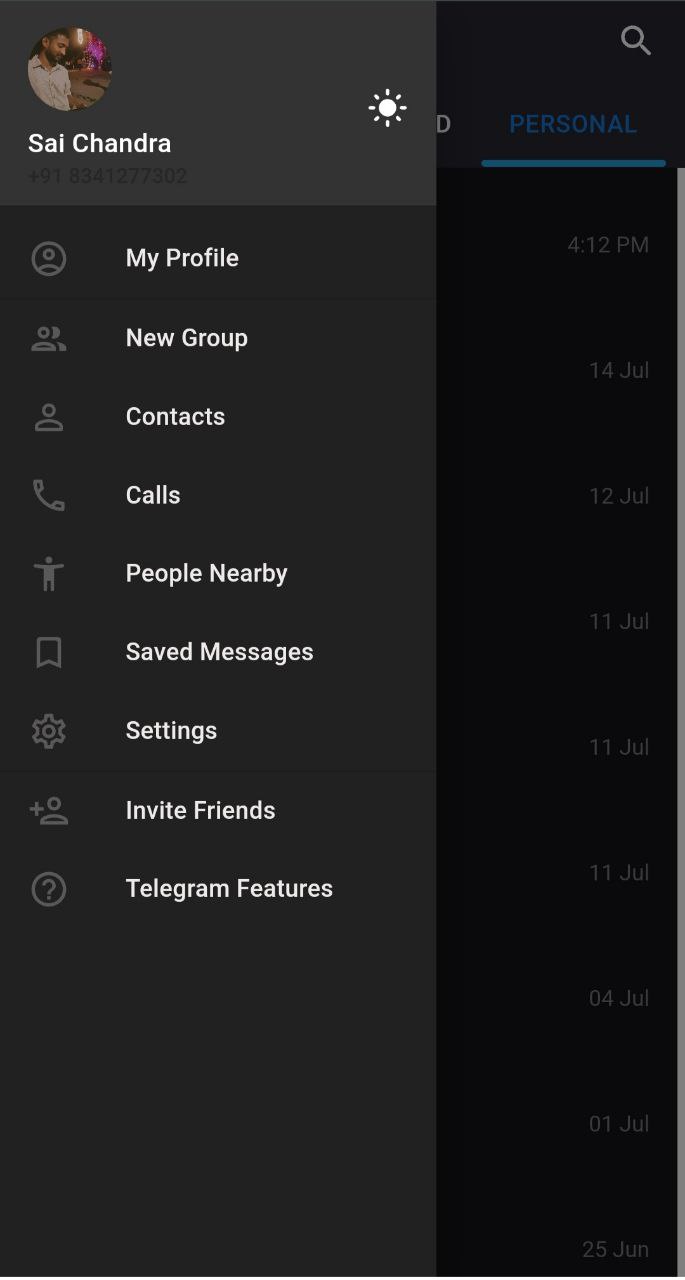 Sai Chandra
+91 8341277302
D
PERSONAL
4:12 PM
My Profile
New Group
14 Jul
Contacts
Calls
12 Jul
People Nearby
11 Jul
Saved Messages
Settings
11 Jul
Invite Friends
11 Jul
Telegram Features
04 Jul
01 Jul
25 Jun